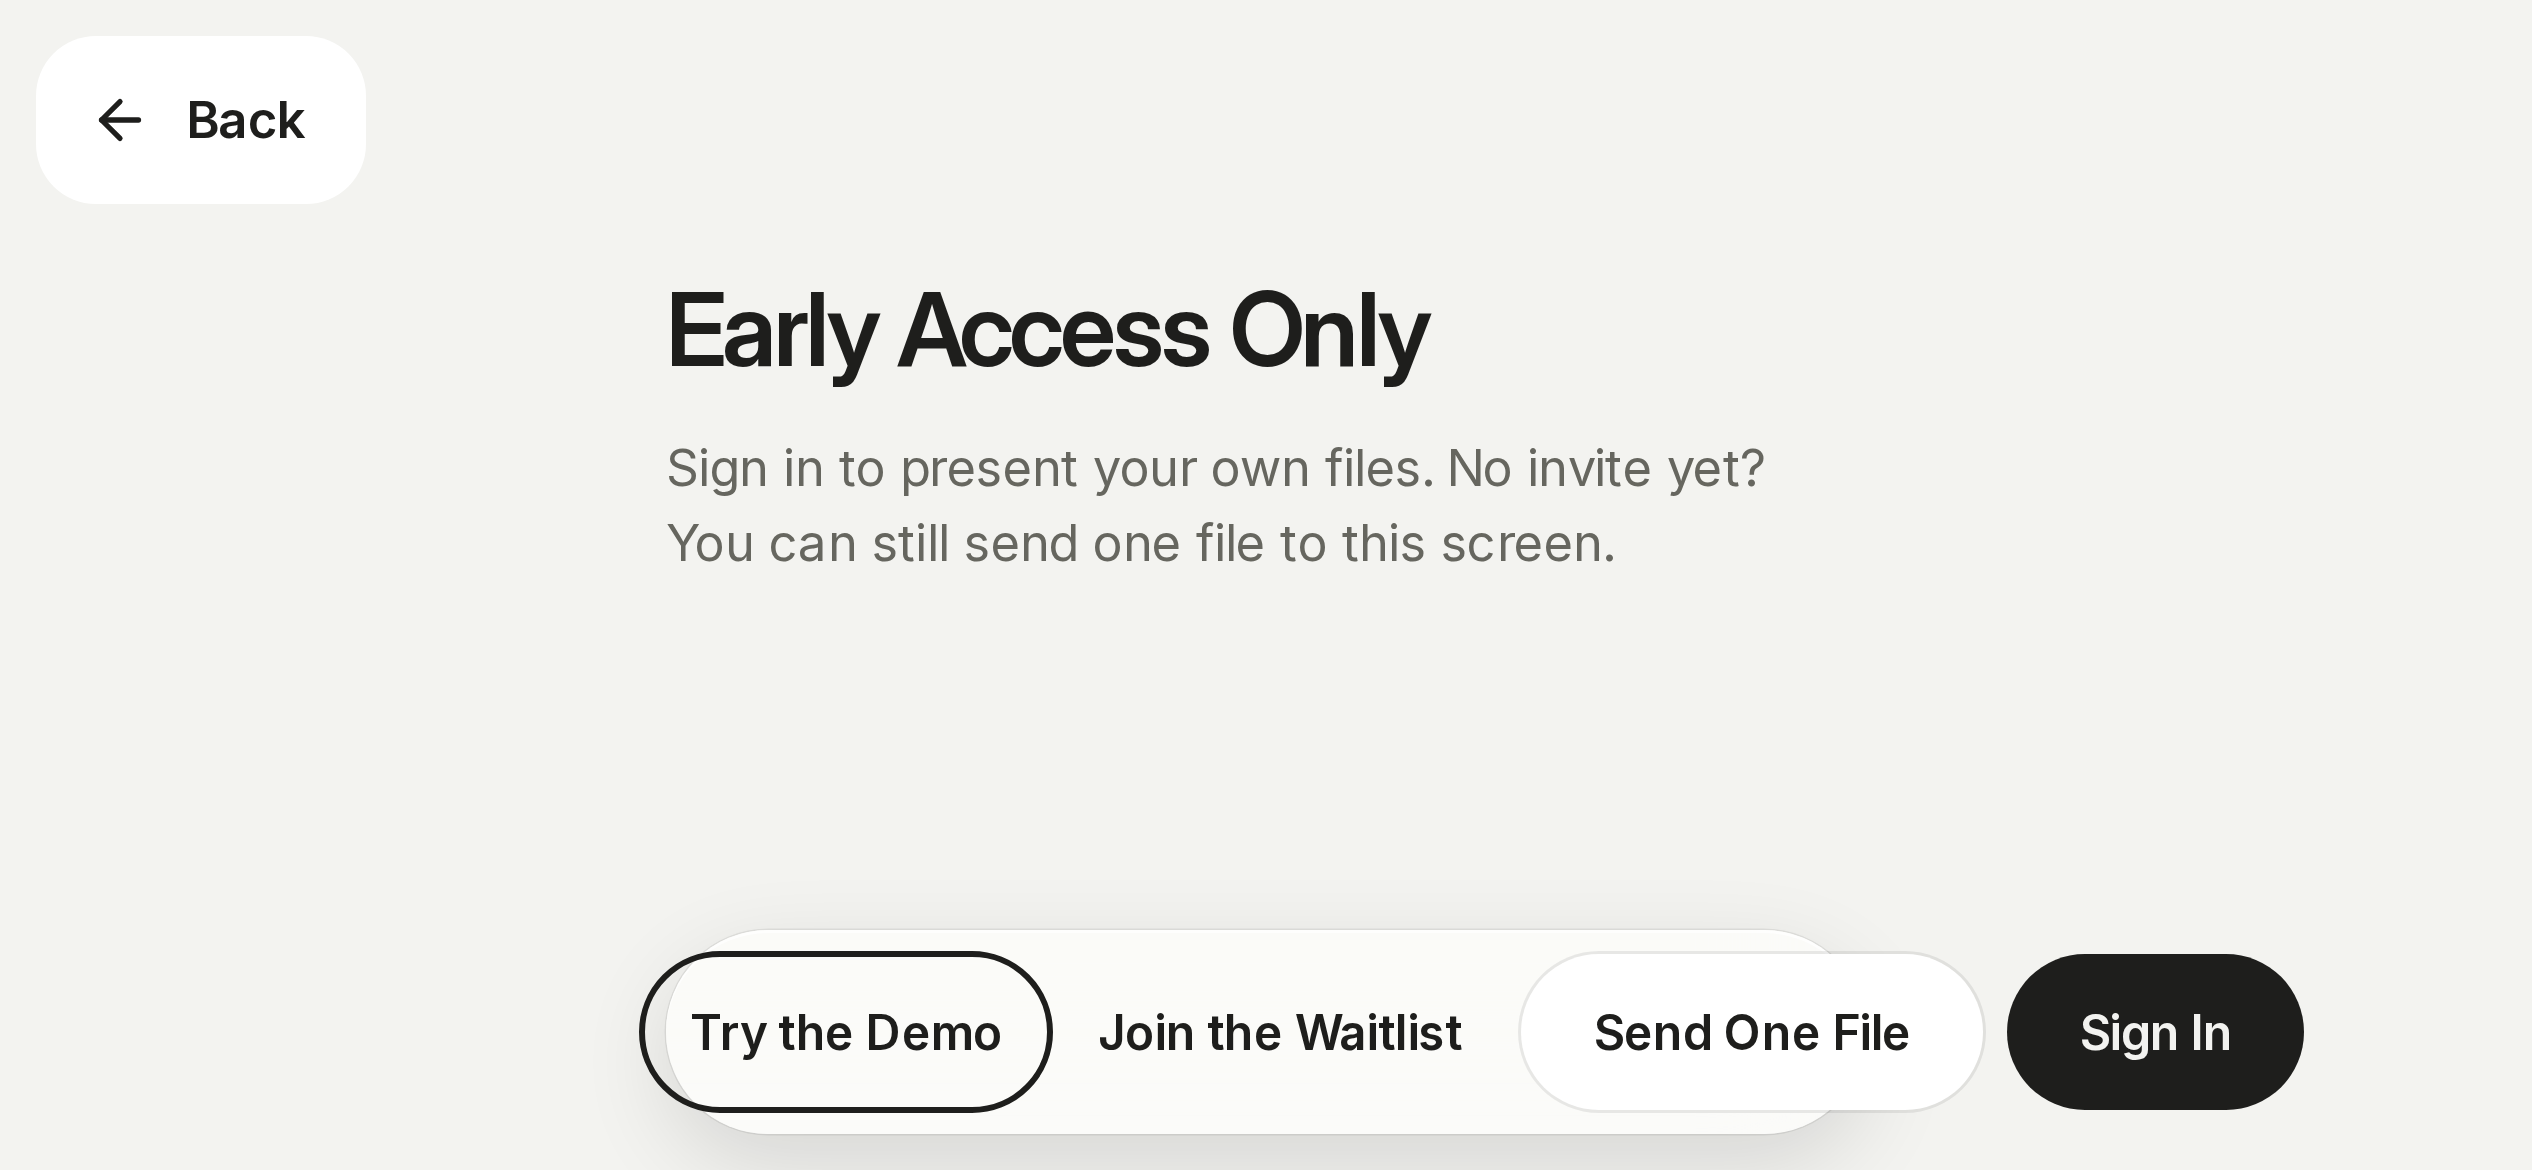 Back
Early Access Only
Sign in to present your own files. No invite yet?
You can still send one file to this screen.
Try the Demo
Join the Waitlist
Send One File
Sign In